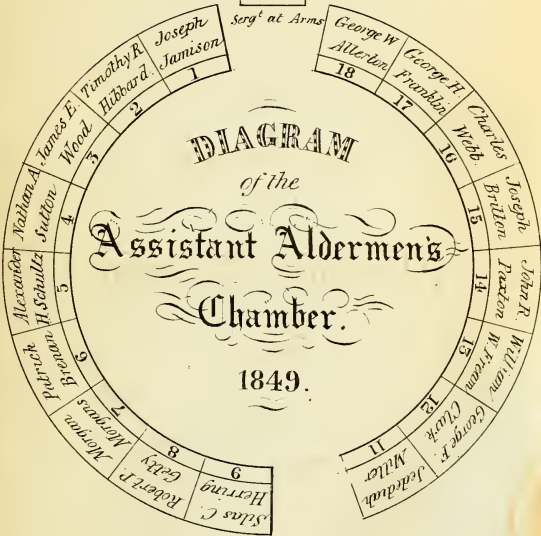 Serg.t at Arms
Joseph
Jamison
1
Timothy R
Hibbard.
2
James E.
Wood
3
Nathan A
Sutton
4
Alexander
H Schultz
5
Patrick
Brenan
6
Morgan
Morgans
7
Robert P.
Getty
8
Silas C.
Herring
9
Jedediah
Miller
11
George F.
Clark
12
William
W. Fream
13
John R.
Paxton
14
Joseph
Britton
15
Charles
Webb.
16
George H.
Franklin
17
George W
Allerton
18
DIAGRAM
of the
Assistant Aldermen's
Chamber.
1849.